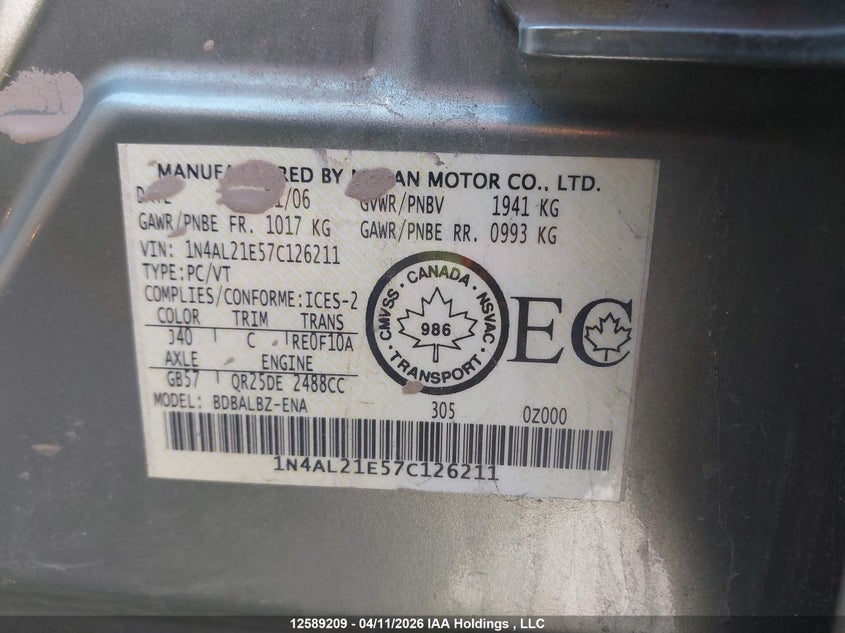 MANUFACTURED BY NISSAN MOTOR CO., LTD.
DATE 1/06 GVWR/PNBV 1941 KG
GAWR/PNBE FR. 1017 KG GAWR/PNBE RR. 0993 KG
VIN: 1N4AL21E57C126211
TYPE:PC/VT
COMPLIES/CONFORME:ICES-2
COLOR TRIM TRANS
J40 C RE0F10A
AXLE ENGINE
GB57 QR25DE 2488CC
MODEL: BDBALBZ-ENA 305 0Z000
CANADA
CMVSS · NSVAC
986
TRANSPORT
EC
1N4AL21E57C126211
12589209 - 04/11/2026 IAA Holdings , LLC